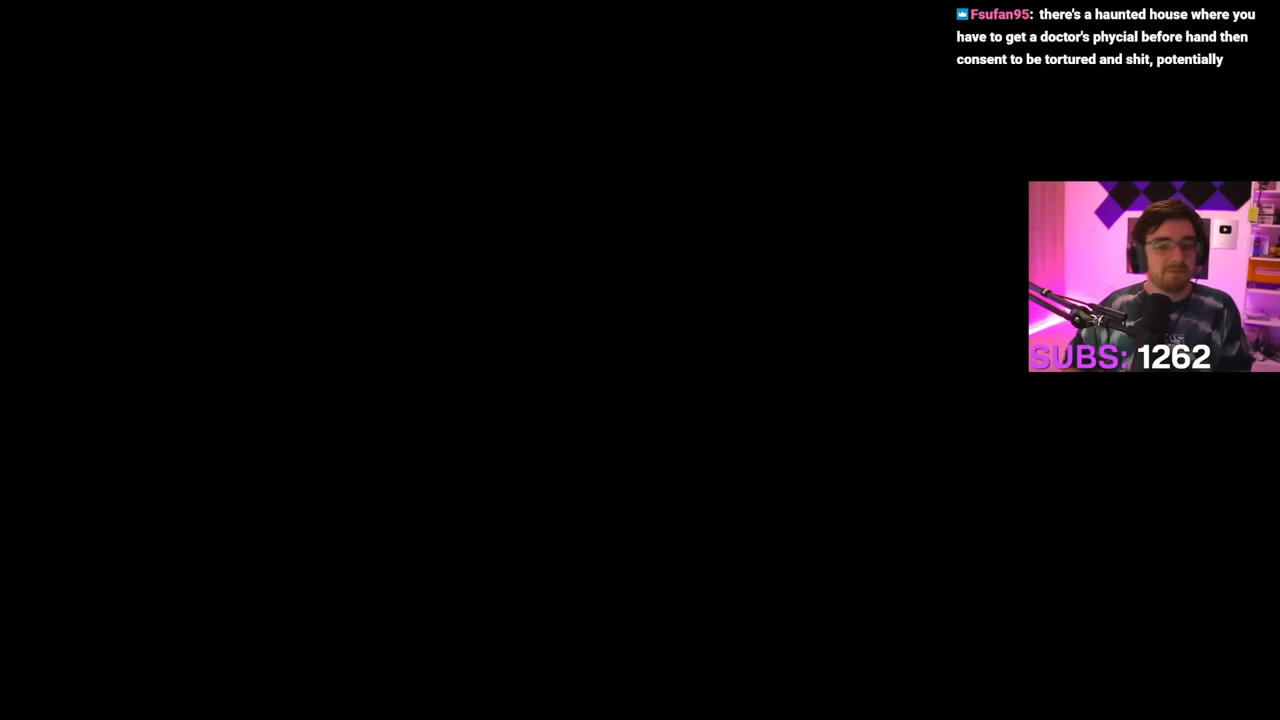 Fsufan95: there's a haunted house where you
have to get a doctor's phycial before hand then
consent to be tortured and shit, potentially
SUBS: 1262